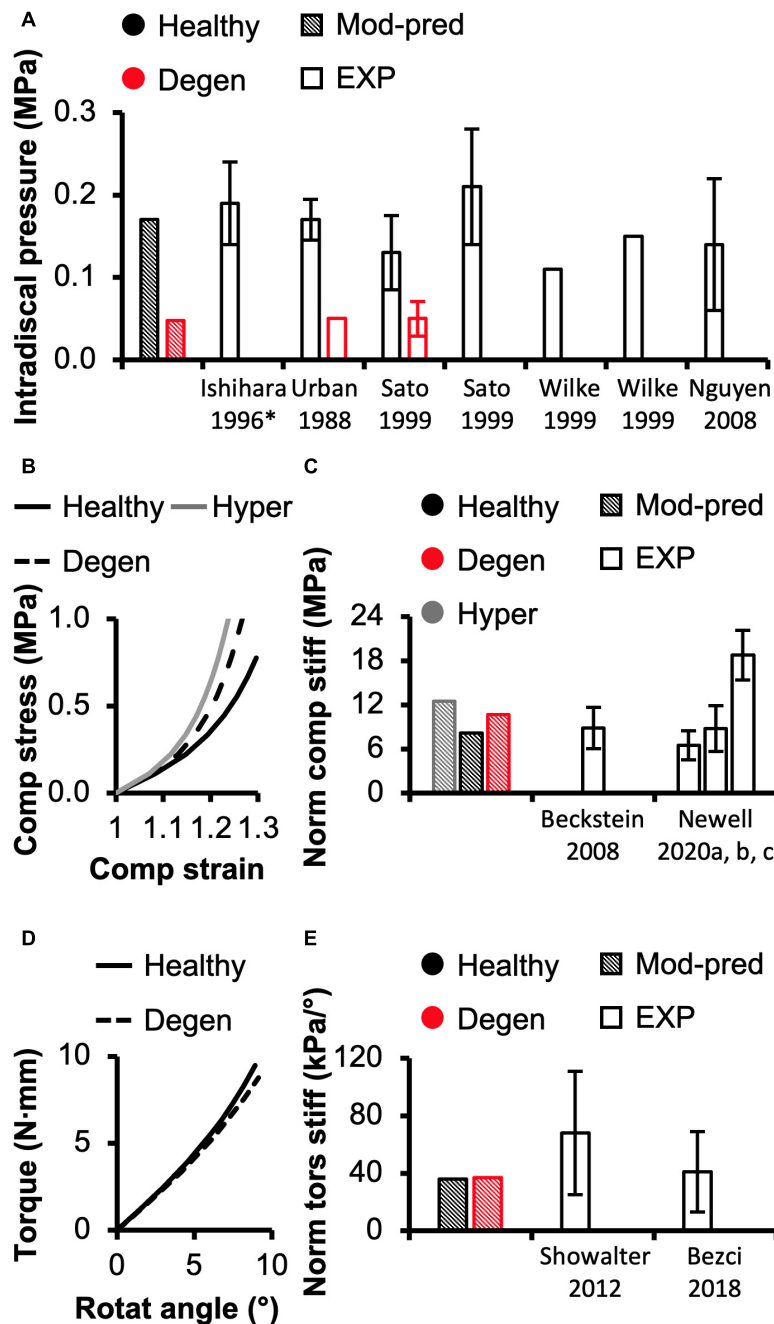 A
Healthy
Mod-pred
Degen
EXP
Intradiscal pressure (MPa)
0.3
0.2
0.1
0.0
Ishihara Urban Sato Sato Wilke Wilke Nguyen
1996* 1988 1999 1999 1999 1999 2008
B
Healthy
Hyper
Degen
Comp stress (MPa)
1.0
0.5
0.0
1 1.1 1.2 1.3
Comp strain
C
Healthy
Mod-pred
Degen
EXP
Hyper
Norm comp stiff (MPa)
24
18
12
6
0
Beckstein Newell
2008 2020a, b, c
D
Healthy
Degen
Torque (N·mm)
10
5
0
0 5 10
Rotat angle (°)
E
Healthy
Mod-pred
Degen
EXP
Norm tors stiff (kPa/°)
120
80
40
0
Showalter Bezci
2012 2018